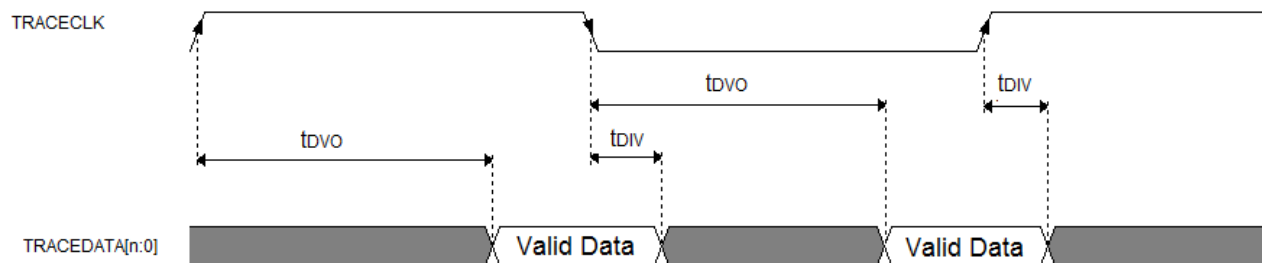 TRACECLK
tDVO
tDIV
tDVO
tDIV
TRACEDATA[n:0]
Valid Data
Valid Data